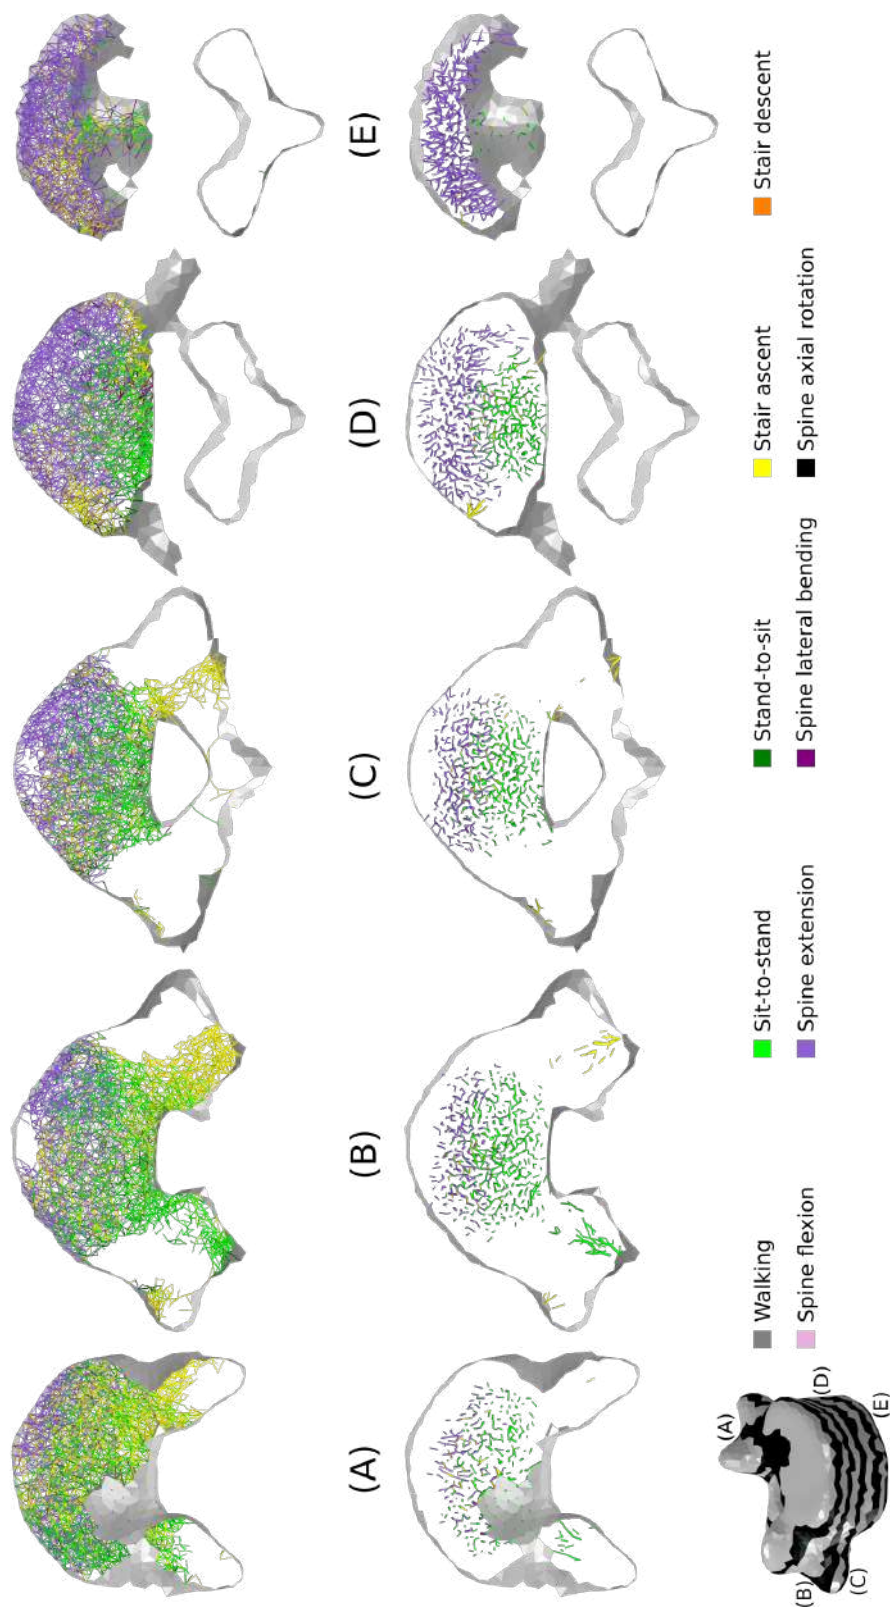 (A) (B) (C) (D) (E)
Walking Sit-to-stand Stand-to-sit Stair ascent Stair descent
Spine flexion Spine extension Spine lateral bending Spine axial rotation
(A)
(B)
(C)
(D)
(E)